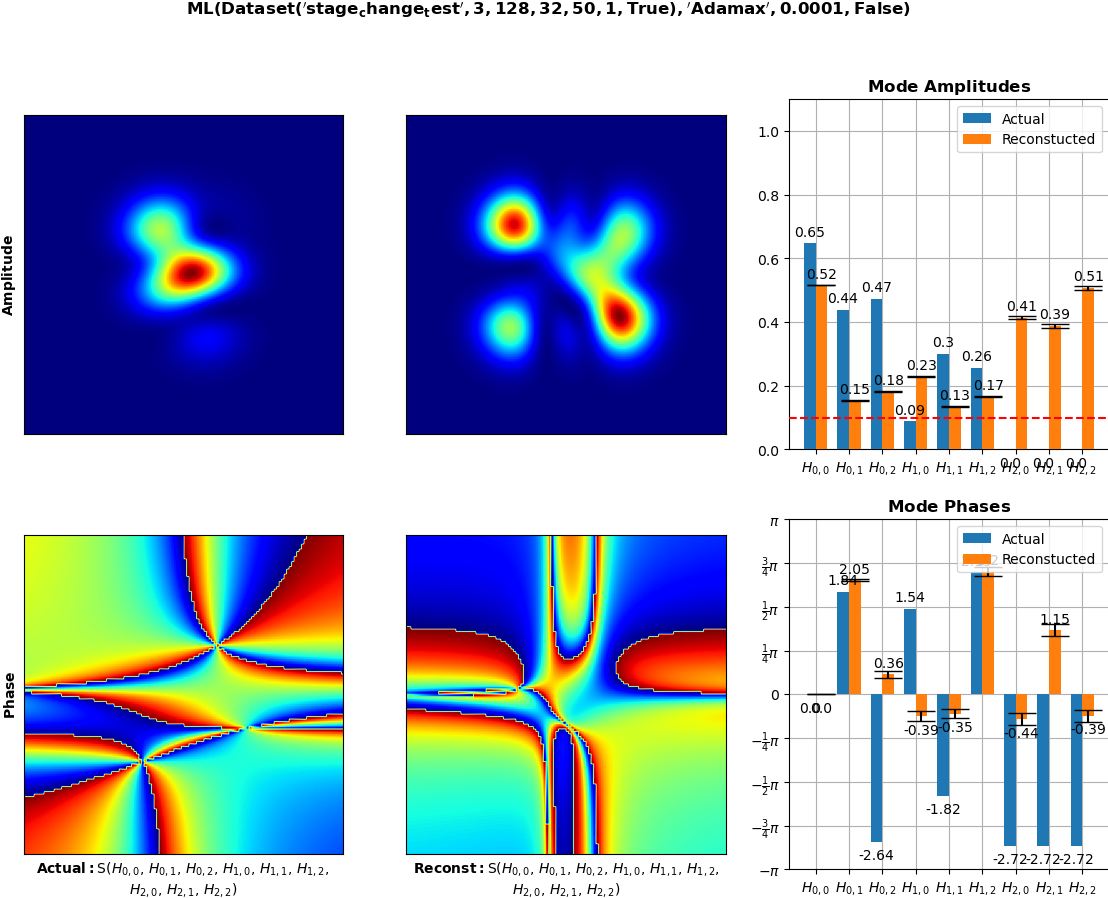 ML(Dataset('stage_change_test', 3, 128, 32, 50, 1, True), 'Adamax', 0.0001, False)
Amplitude
Mode Amplitudes
Actual
Reconstucted
1.0
0.8
0.6
0.4
0.2
0.0
0.65
0.52
0.44
0.15
0.47
0.18
0.09
0.23
0.3
0.13
0.26
0.17
0.41
0.39
0.51
0.0
0.0
0.0
H0,0 H0,1 H0,2 H1,0 H1,1 H1,2 H2,0 H2,1 H2,2
Phase
Mode Phases
Actual
Reconstucted
π
3/4π
1/2π
1/4π
0
−1/4π
−1/2π
−3/4π
−π
0.0
0.0
1.84
2.05
-2.64
0.36
1.54
-0.39
-1.82
-0.35
-0.44
1.15
-0.39
-2.72
-2.72
-2.72
H0,0 H0,1 H0,2 H1,0 H1,1 H1,2 H2,0 H2,1 H2,2
Actual: S(H0,0, H0,1, H0,2, H1,0, H1,1, H1,2,
H2,0, H2,1, H2,2)
Reconst: S(H0,0, H0,1, H0,2, H1,0, H1,1, H1,2,
H2,0, H2,1, H2,2)